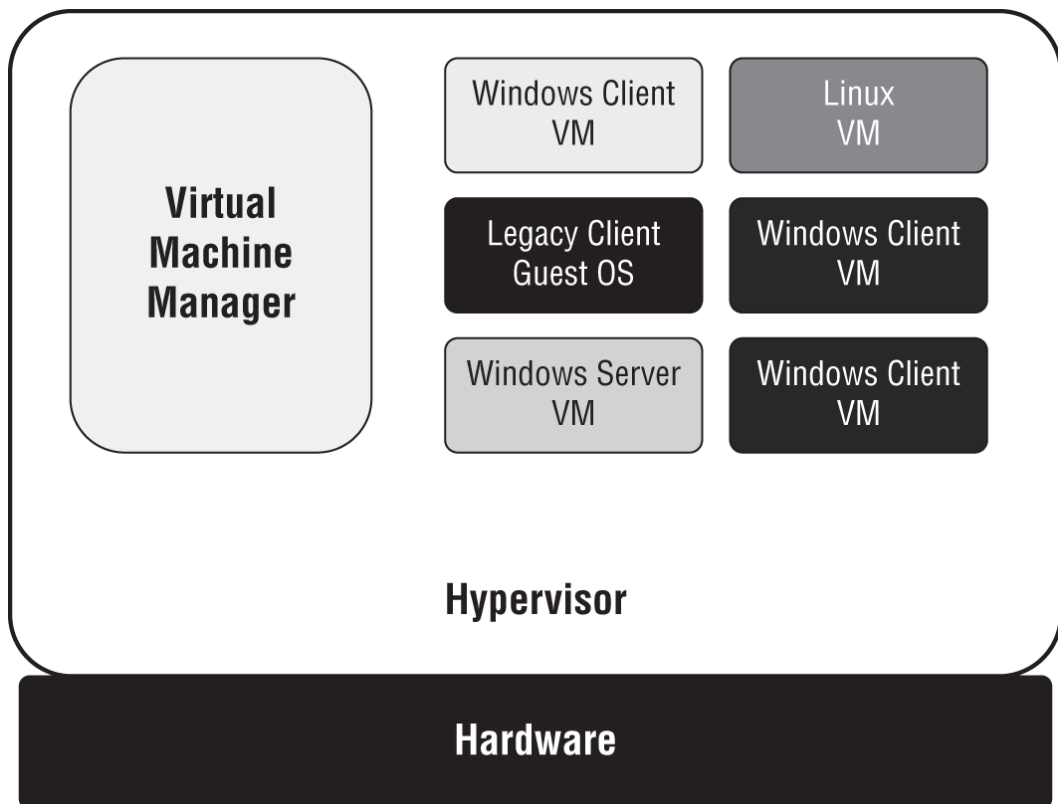 Virtual
Machine
Manager
Windows Client
VM
Linux
VM
Legacy Client
Guest OS
Windows Client
VM
Windows Server
VM
Windows Client
VM
Hypervisor
Hardware